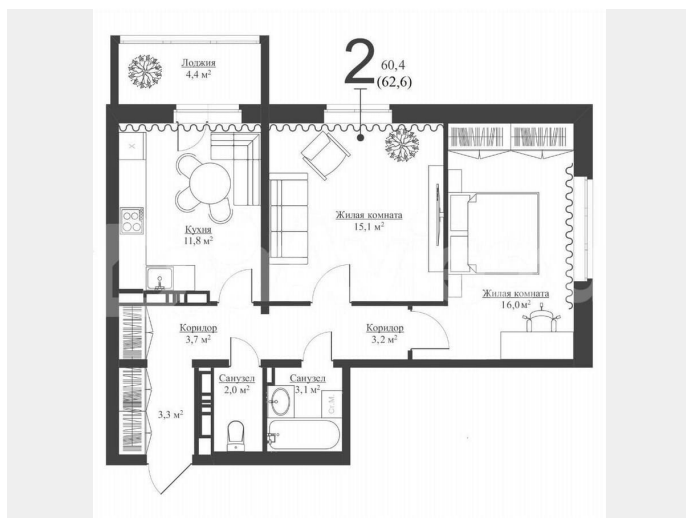 Лоджия
4,4 м²
2
60,4
(62,6)
Х
Кухня
11,8 м²
Жилая комната
15,1 м²
Жилая комната
16,0 м²
Коридор
3,7 м²
Коридор
3,2 м²
Санузел
2,0 м²
Санузел
3,1 м²
Ст.М.
3,3 м²